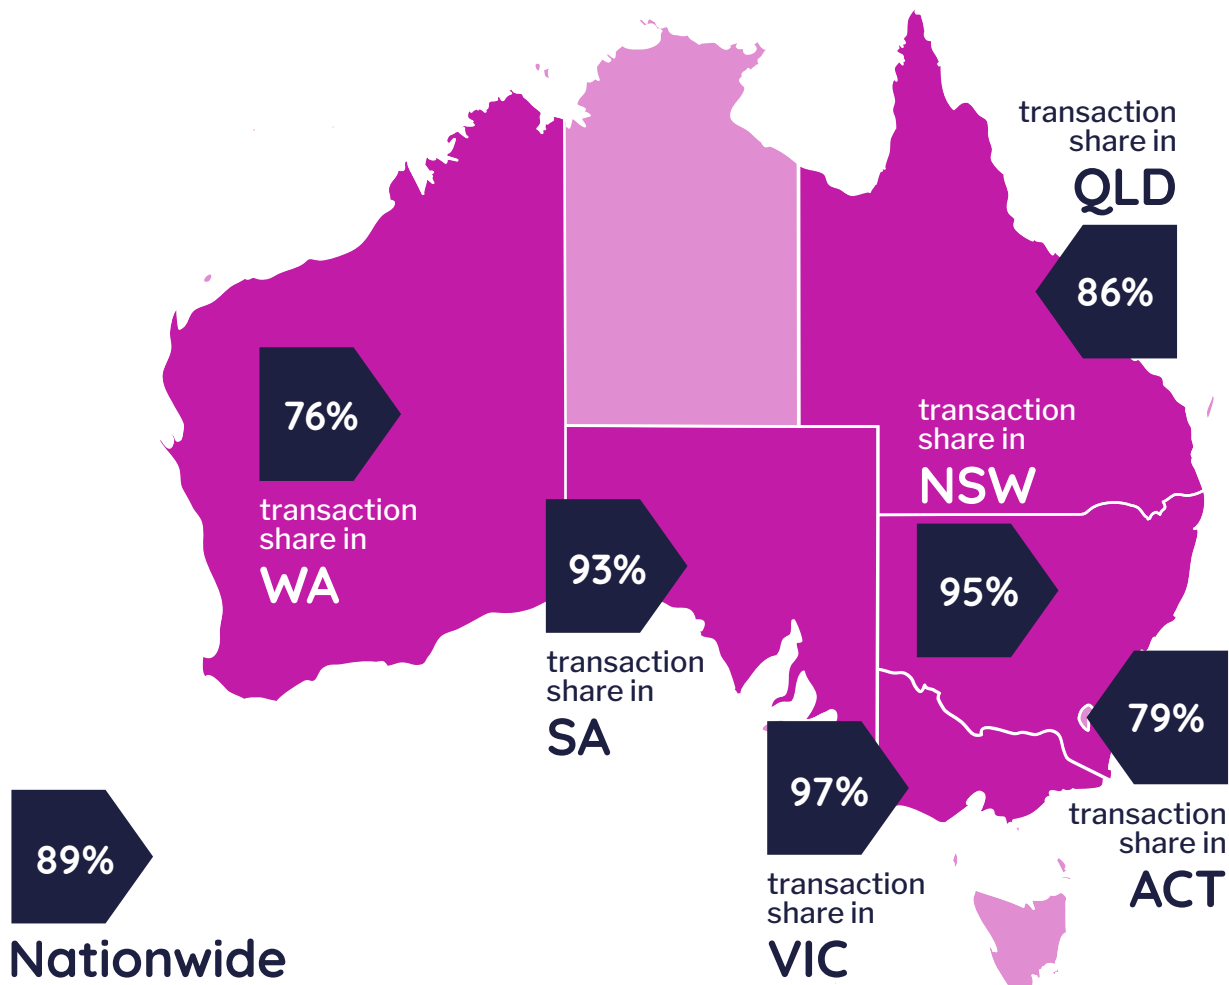 transaction
share in
QLD
86%
76%
transaction
share in
WA
transaction
share in
NSW
95%
93%
transaction
share in
SA
79%
transaction
share in
ACT
97%
transaction
share in
VIC
89%
Nationwide